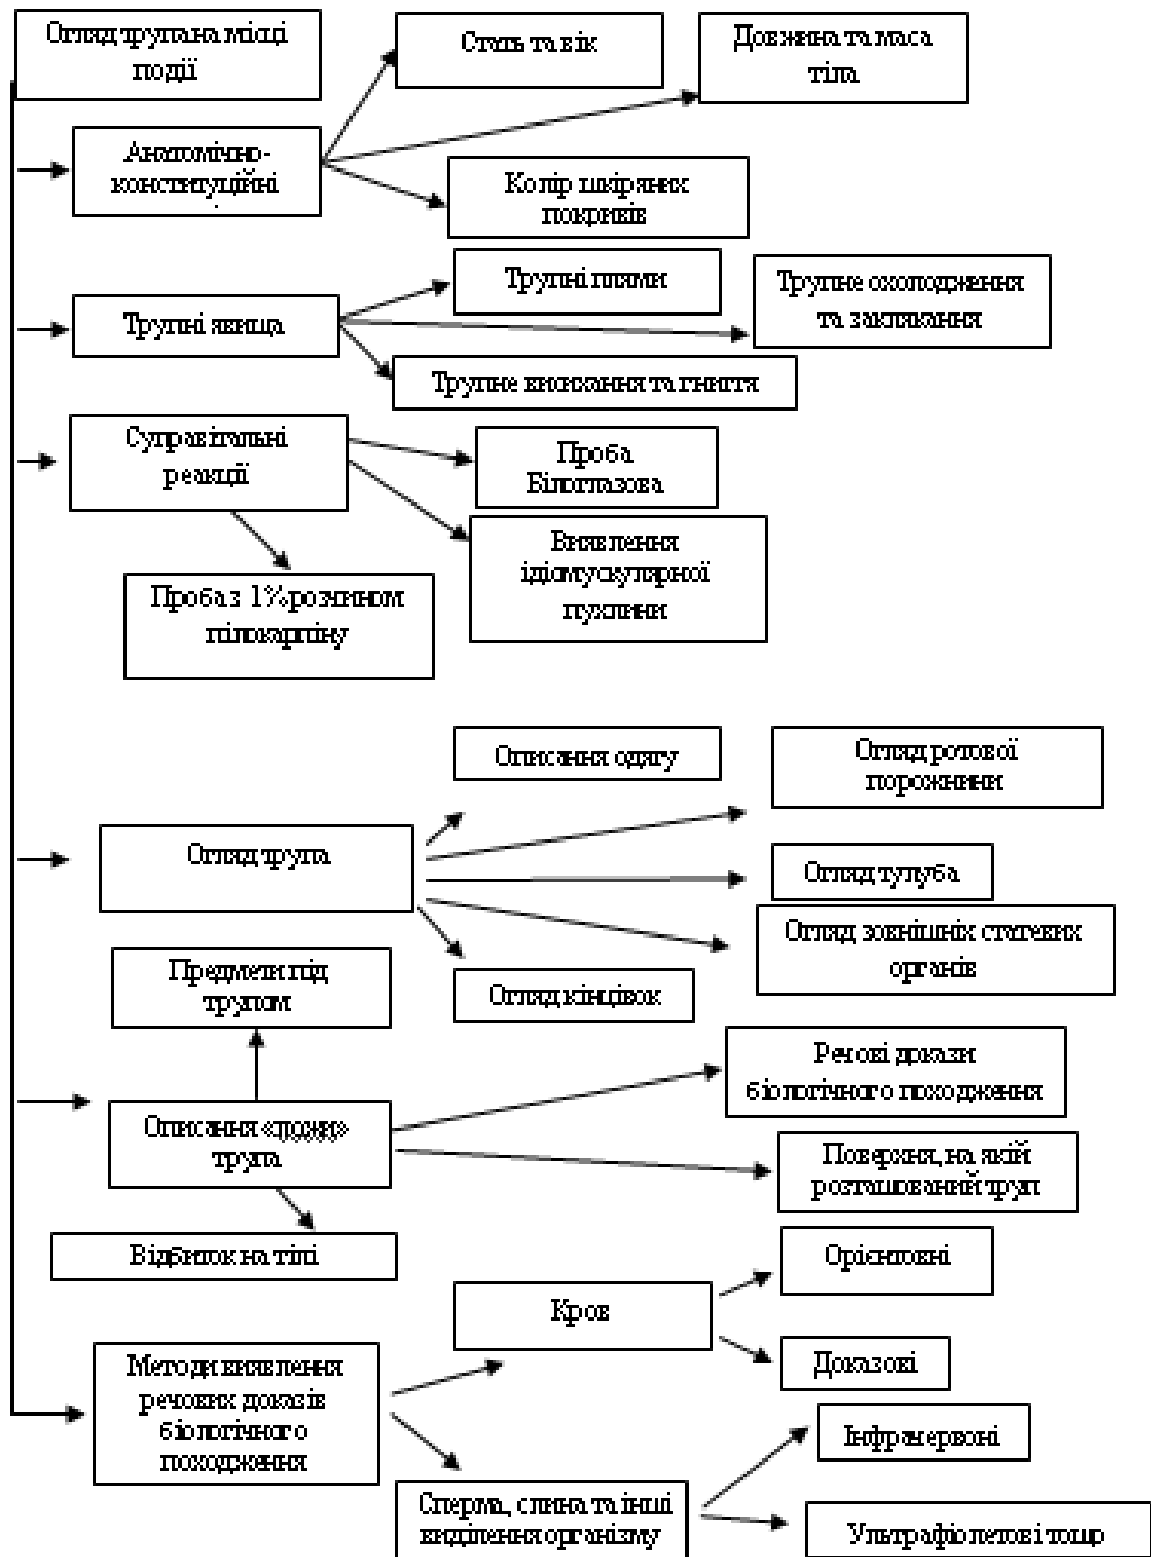 Огляд трупа на місці
події
Стать та вік
Довжина та маса
тіла
Анатомічно-
конституційні
Колір шкіряних
покривів
Трупні плями
Трупне охолодження
та заклякання
Трупні явища
Трупне висихання та гниття
Суправітальні
реакції
Проба
Білоглазова
Виявлення
ідіомускулярної
пухлини
Проба з 1% розчином
пілокарпіну
Описання одягу
Огляд ротової
порожнини
Огляд трупа
Огляд тулуба
Огляд зовнішніх статевих
органів
Огляд кінцівок
Предмети під
трупом
Речові докази
біологічного походження
Описання «ложи»
трупа
Поверхня, на якій
розташований труп
Відбиток на тілі
Орієнтовні
Кров
Доказові
Методи виявлення
речових доказів
біологічного
походження
Інфрачервоні
Сперма, слина та інші
виділення організму
Ультрафіолетові тощо